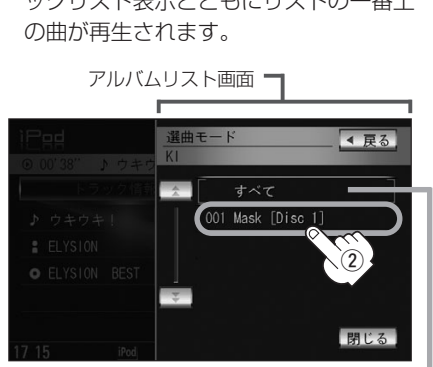 ックリスト表示とともにリストの一番上
の曲が再生されます。
アルバムリスト画面
iPod
00'38" ♪ ウキウ
トラック情報
♪ ウキウキ!
ELYSION
ELYSION BEST
17 15 iPod
選曲モード
◀ 戻る
KI
すべて
001 Mask [Disc 1]
②
閉じる